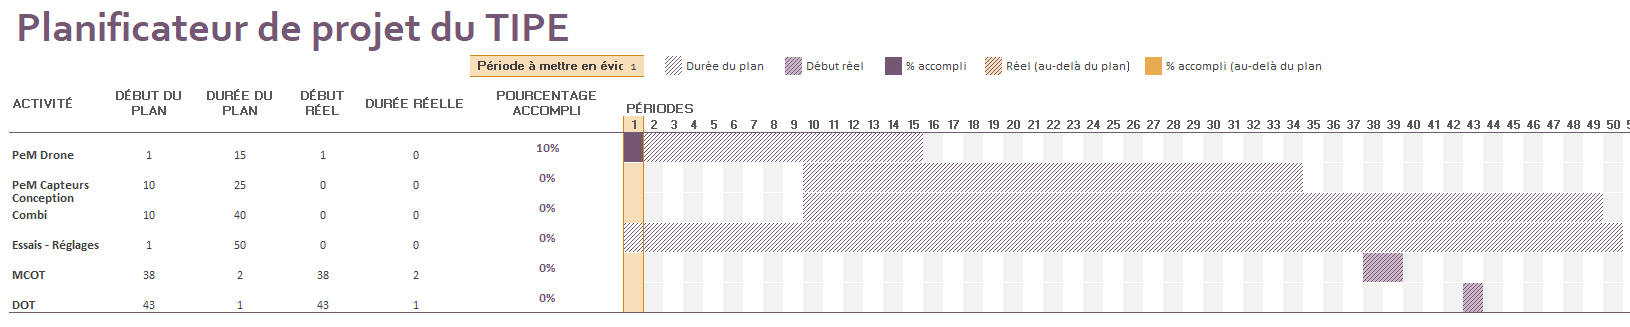 Planificateur de projet du TIPE
Période à mettre en évic 1 Durée du plan Début réel % accompli Réel (au-delà du plan) % accompli (au-delà du plan
ACTIVITÉ DÉBUT DU PLAN DURÉE DU PLAN DÉBUT RÉEL DURÉE RÉELLE POURCENTAGE ACCOMPLI PÉRIODES
1 2 3 4 5 6 7 8 9 10 11 12 13 14 15 16 17 18 19 20 21 22 23 24 25 26 27 28 29 30 31 32 33 34 35 36 37 38 39 40 41 42 43 44 45 46 47 48 49 50
PeM Drone 1 15 1 0 10%
PeM Capteurs 10 25 0 0 0%
Conception Combi 10 40 0 0 0%
Essais - Réglages 1 50 0 0 0%
MCOT 38 2 38 2 0%
DOT 43 1 43 1 0%